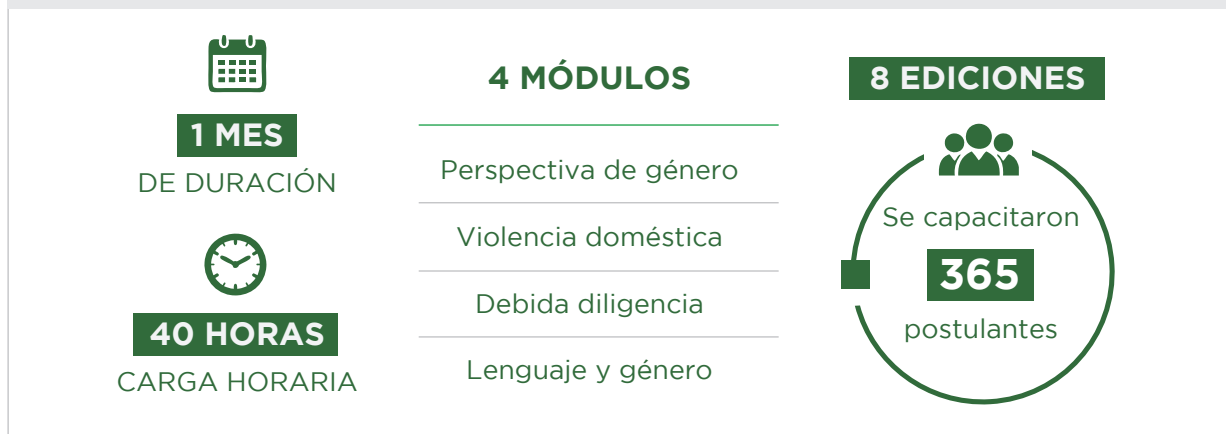 1 MES
DE DURACIÓN
40 HORAS
CARGA HORARIA
4 MÓDULOS
Perspectiva de género
Violencia doméstica
Debida diligencia
Lenguaje y género
8 EDICIONES
Se capacitaron
365
postulantes